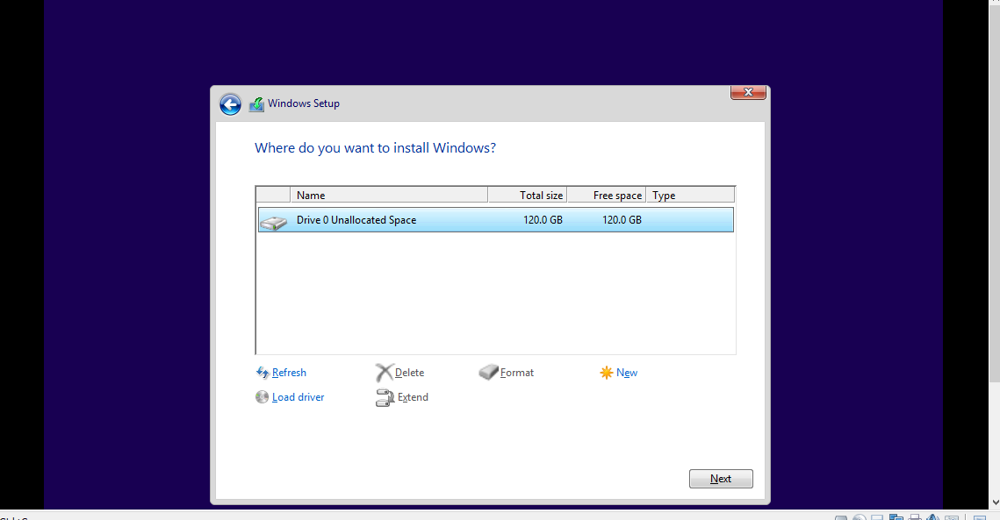 Windows Setup
Where do you want to install Windows?
Name Total size Free space Type
Drive 0 Unallocated Space 120.0 GB 120.0 GB
Refresh Delete Format New
Load driver Extend
Next